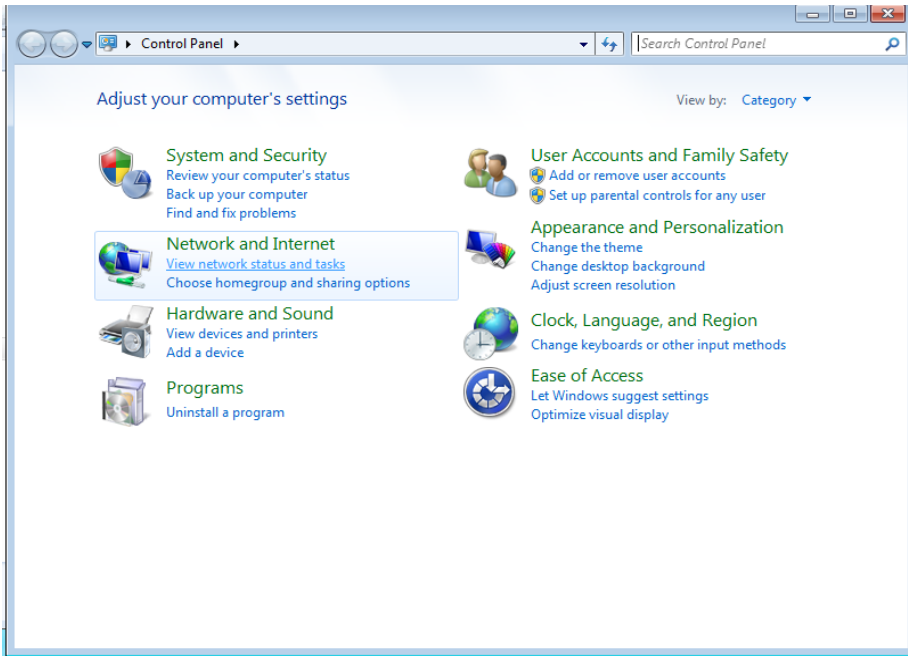 Control Panel
Search Control Panel
Adjust your computer's settings
View by: Category
System and Security
Review your computer's status
Back up your computer
Find and fix problems
Network and Internet
View network status and tasks
Choose homegroup and sharing options
Hardware and Sound
View devices and printers
Add a device
Programs
Uninstall a program
User Accounts and Family Safety
Add or remove user accounts
Set up parental controls for any user
Appearance and Personalization
Change the theme
Change desktop background
Adjust screen resolution
Clock, Language, and Region
Change keyboards or other input methods
Ease of Access
Let Windows suggest settings
Optimize visual display